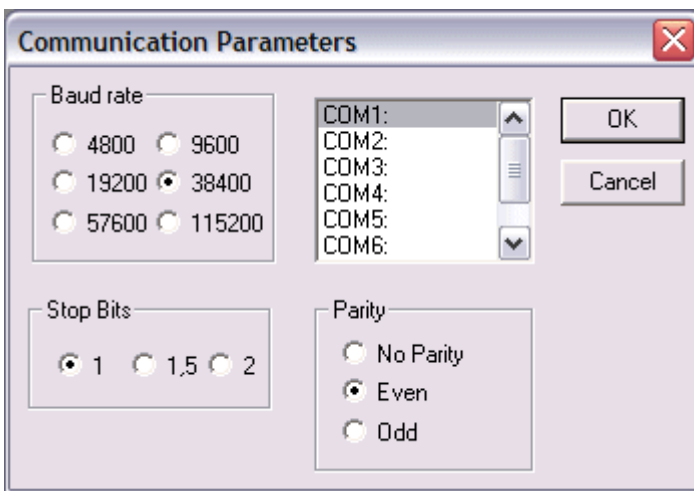 Communication Parameters
Baud rate
4800 9600
19200 38400
57600 115200
COM1:
COM2:
COM3:
COM4:
COM5:
COM6:
OK
Cancel
Stop Bits
1 1,5 2
Parity
No Parity
Even
Odd